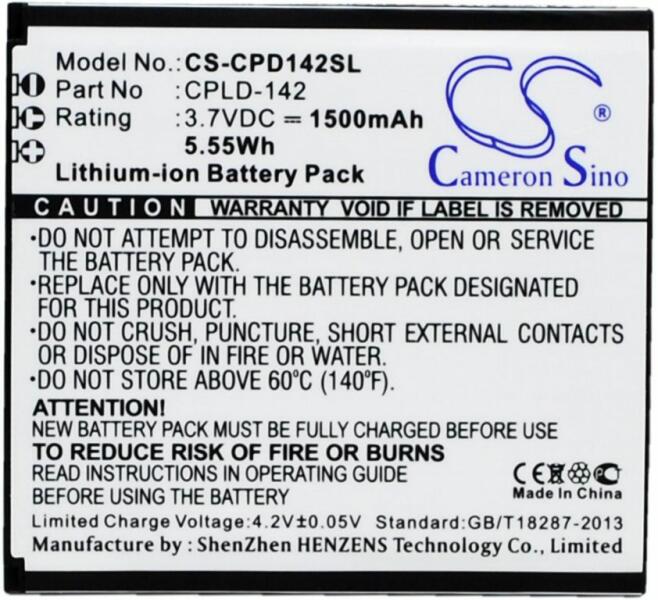 Model No.:CS-CPD142SL
Part No. :CPLD-142
Rating :3.7VDC ⎓ 1500mAh
5.55Wh
Lithium-ion Battery Pack
CS ®
Cameron Sino
CAUTION WARRANTY VOID IF LABEL IS REMOVED
•DO NOT ATTEMPT TO DISASSEMBLE, OPEN OR SERVICE
THE BATTERY PACK.
•REPLACE ONLY WITH THE BATTERY PACK DESIGNATED
FOR THIS PRODUCT.
•DO NOT CRUSH, PUNCTURE, SHORT EXTERNAL CONTACTS
OR DISPOSE IN FIRE OR WATER.
•DO NOT STORE ABOVE 60°C (140°F).
ATTENTION!
NEW BATTERY PACK MUST BE FULLY CHARGED BEFORE USE
TO REDUCE RISK OF FIRE OR BURNS
READ INSTRUCTIONS IN OPERATING GUIDE
BEFORE USING THE BATTERY
CE
Made In China
Limited Charge Voltage:4.2V±0.05V Standard:GB/T18287-2013
Manufacture by : ShenZhen HENZENS Technology Co., Limited